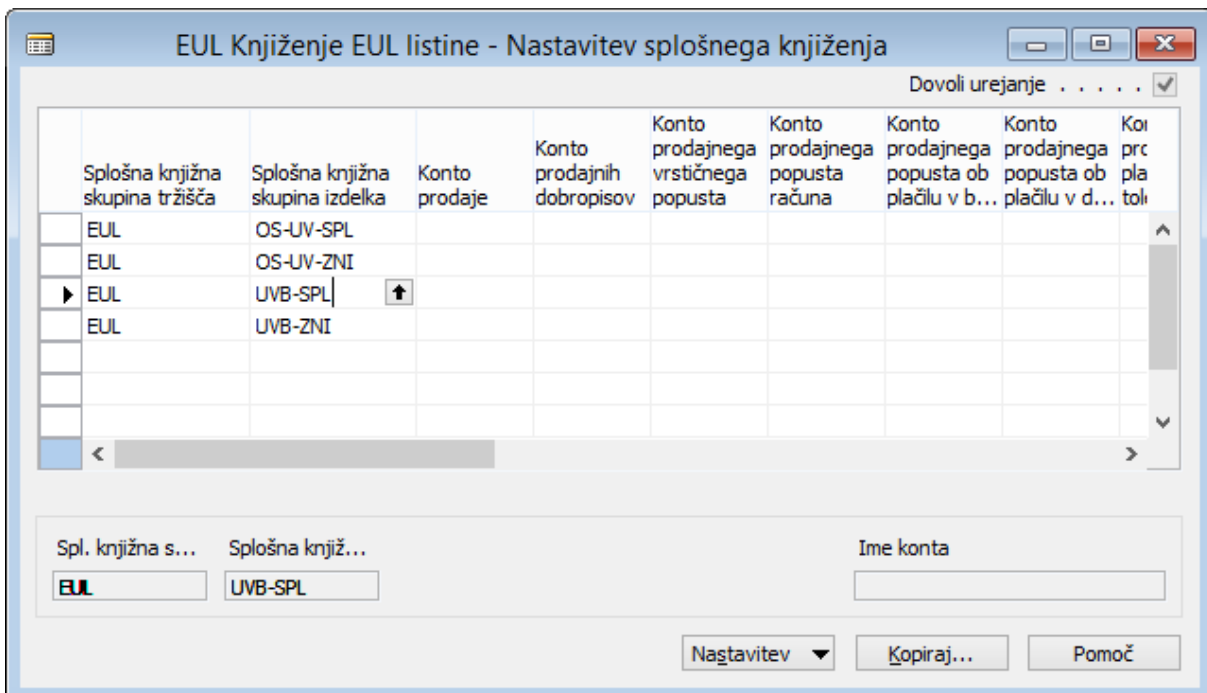 EUL Knjiženje EUL listine - Nastavitev splošnega knjiženja
Dovoli urejanje . . . . .
Splošna knjižna skupina tržišča
Splošna knjižna skupina izdelka
Konto prodaje
Konto prodajnih dobropisov
Konto prodajnega vrstičnega popusta
Konto prodajnega popusta računa
Konto prodajnega popusta ob plačilu v b...
Konto prodajnega popusta ob plačilu v d...
EUL OS-UV-SPL
EUL OS-UV-ZNI
EUL UVB-SPL
EUL UVB-ZNI
Spl. knjižna s... Splošna knjiž... Ime konta
EUL UVB-SPL
Nastavitev Kopiraj... Pomoč